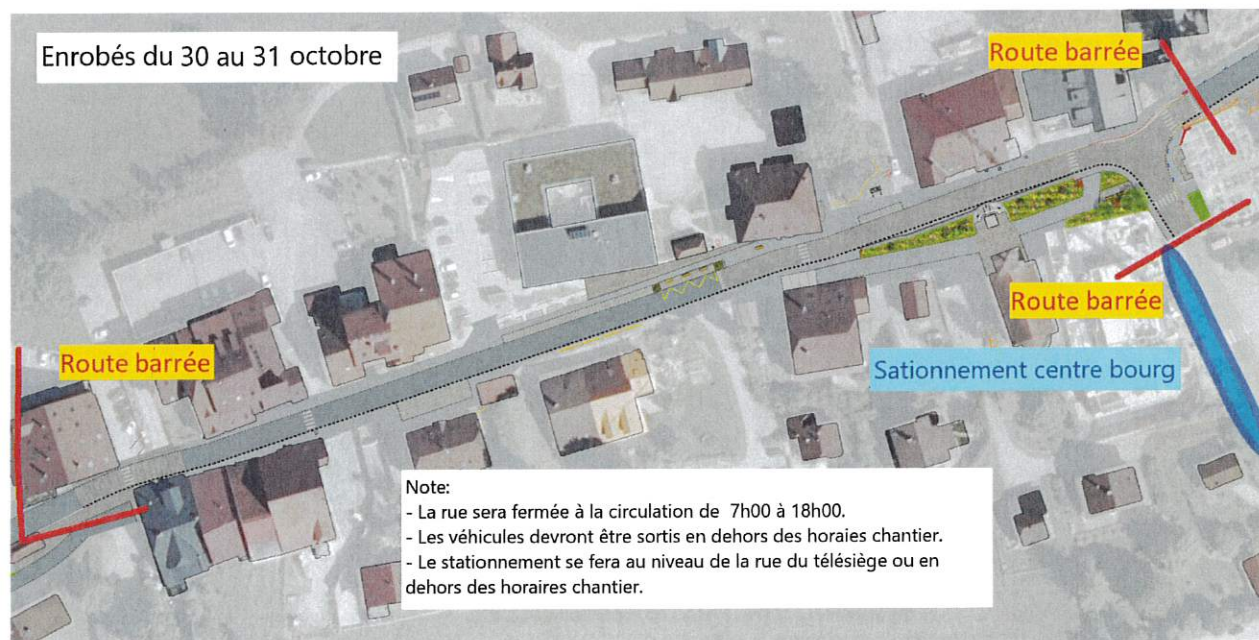 Enrobés du 30 au 31 octobre
Route barrée
Route barrée
Route barrée
Sationnement centre bourg
Note:
- La rue sera fermée à la circulation de 7h00 à 18h00.
- Les véhicules devront être sortis en dehors des horaies chantier.
- Le stationnement se fera au niveau de la rue du télésiège ou en
dehors des horaires chantier.